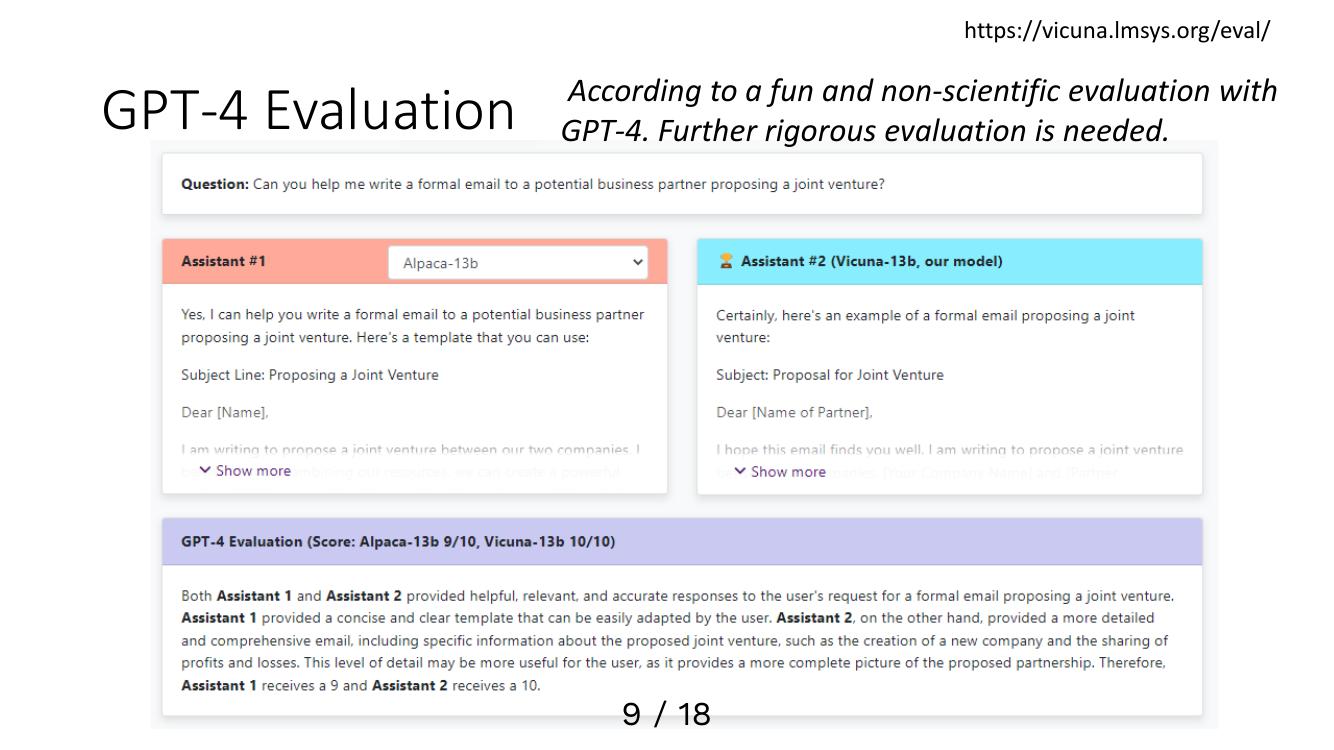 https://vicuna.lmsys.org/eval/
GPT-4 Evaluation
According to a fun and non-scientific evaluation with
GPT-4. Further rigorous evaluation is needed.
Question: Can you help me write a formal email to a potential business partner proposing a joint venture?
Assistant #1
Alpaca-13b
Yes, I can help you write a formal email to a potential business partner
proposing a joint venture. Here's a template that you can use:
Subject Line: Proposing a Joint Venture
Dear [Name],
I am writing to propose a joint venture between our two companies. I
combining our resources, we can create a powerful
Show more
Assistant #2 (Vicuna-13b, our model)
Certainly, here's an example of a formal email proposing a joint
venture:
Subject: Proposal for Joint Venture
Dear [Name of Partner],
I hope this email finds you well. I am writing to propose a joint venture
[Your Company Name] and [Partner
Show more
GPT-4 Evaluation (Score: Alpaca-13b 9/10, Vicuna-13b 10/10)
Both Assistant 1 and Assistant 2 provided helpful, relevant, and accurate responses to the user's request for a formal email proposing a joint venture.
Assistant 1 provided a concise and clear template that can be easily adapted by the user. Assistant 2, on the other hand, provided a more detailed
and comprehensive email, including specific information about the proposed joint venture, such as the creation of a new company and the sharing of
profits and losses. This level of detail may be more useful for the user, as it provides a more complete picture of the proposed partnership. Therefore,
Assistant 1 receives a 9 and Assistant 2 receives a 10.
9 / 18